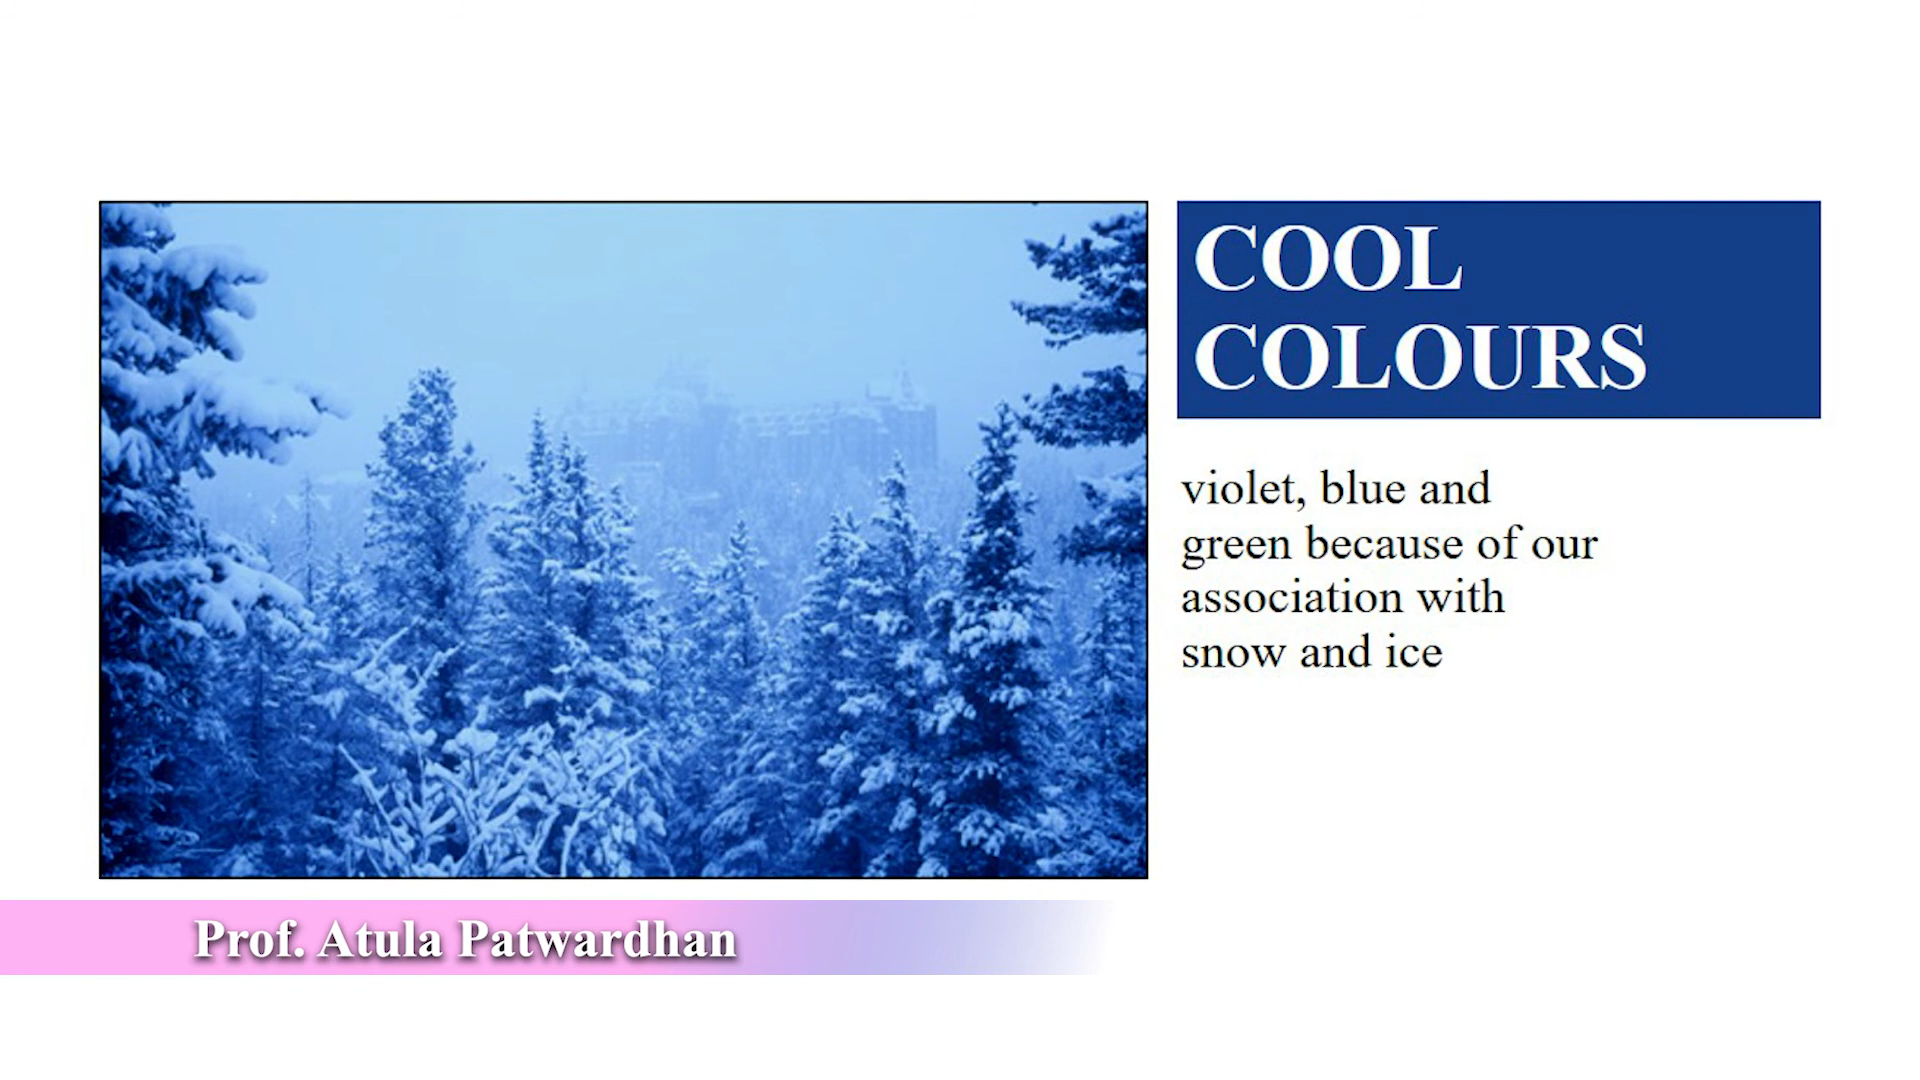 COOL
COLOURS
violet, blue and
green because of our
association with
snow and ice
Prof. Atula Patwardhan